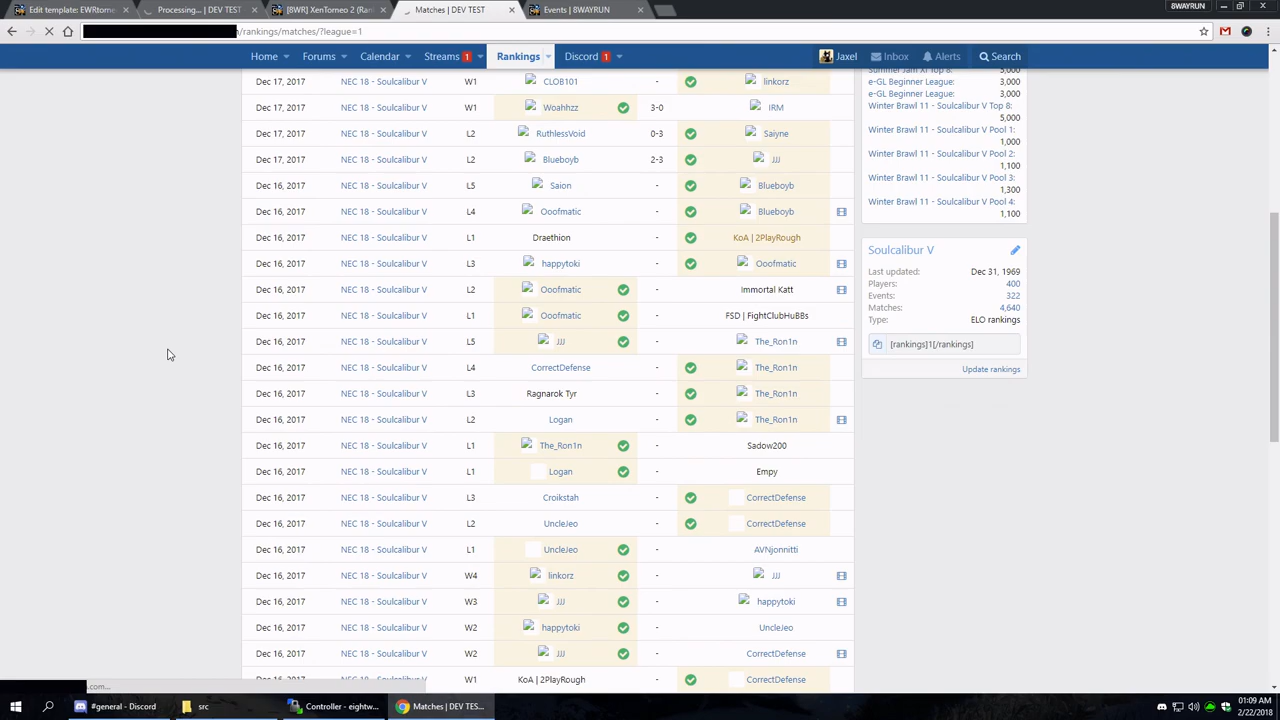 Edit template: EWRtorne
Processing... | DEV TEST
[8WR] XenTorneo 2 (Ran
Matches | DEV TEST
Events | 8WAYRUN
8WAYRUN
/rankings/matches/?league=1
Home Forums Calendar Streams 1 Rankings Discord 1 Jaxel Inbox Alerts Search
Dec 17, 2017 NEC 18 - Soulcalibur V W1 CLOB101 - linkorz
Dec 17, 2017 NEC 18 - Soulcalibur V W1 Woahhzz 3-0 IRM
Dec 17, 2017 NEC 18 - Soulcalibur V L2 RuthlessVoid 0-3 Saiyne
Dec 17, 2017 NEC 18 - Soulcalibur V L2 Blueboyb 2-3 JJJ
Dec 16, 2017 NEC 18 - Soulcalibur V L5 Saion - Blueboyb
Dec 16, 2017 NEC 18 - Soulcalibur V L4 Ooofmatic - Blueboyb
Dec 16, 2017 NEC 18 - Soulcalibur V L1 Draethion - KoA | 2PlayRough
Dec 16, 2017 NEC 18 - Soulcalibur V L3 happytoki - Ooofmatic
Dec 16, 2017 NEC 18 - Soulcalibur V L2 Ooofmatic - Immortal Katt
Dec 16, 2017 NEC 18 - Soulcalibur V L1 Ooofmatic - FSD | FightClubHuBBs
Dec 16, 2017 NEC 18 - Soulcalibur V L5 JJJ - The_Ron1n
Dec 16, 2017 NEC 18 - Soulcalibur V L4 CorrectDefense - The_Ron1n
Dec 16, 2017 NEC 18 - Soulcalibur V L3 Ragnarok Tyr - The_Ron1n
Dec 16, 2017 NEC 18 - Soulcalibur V L2 Logan - The_Ron1n
Dec 16, 2017 NEC 18 - Soulcalibur V L1 The_Ron1n - Sadow200
Dec 16, 2017 NEC 18 - Soulcalibur V L1 Logan - Empy
Dec 16, 2017 NEC 18 - Soulcalibur V L3 Croikstah - CorrectDefense
Dec 16, 2017 NEC 18 - Soulcalibur V L2 UncleJeo - CorrectDefense
Dec 16, 2017 NEC 18 - Soulcalibur V L1 UncleJeo - AVNjonnitti
Dec 16, 2017 NEC 18 - Soulcalibur V W4 linkorz - JJJ
Dec 16, 2017 NEC 18 - Soulcalibur V W3 JJJ - happytoki
Dec 16, 2017 NEC 18 - Soulcalibur V W2 happytoki - UncleJeo
Dec 16, 2017 NEC 18 - Soulcalibur V W2 JJJ - CorrectDefense
Dec 16, 2017 NEC 18 - Soulcalibur V W1 KoA | 2PlayRough - CorrectDefense
Summer Jam XI Top 8: 5,000
e-GL Beginner League: 3,000
e-GL Beginner League: 3,000
Winter Brawl 11 - Soulcalibur V Top 8:
5,000
Winter Brawl 11 - Soulcalibur V Pool 1:
1,000
Winter Brawl 11 - Soulcalibur V Pool 2:
1,100
Winter Brawl 11 - Soulcalibur V Pool 3:
1,300
Winter Brawl 11 - Soulcalibur V Pool 4:
1,100
Soulcalibur V
Last updated: Dec 31, 1969
Players: 400
Events: 322
Matches: 4,640
Type: ELO rankings
[rankings]1[/rankings]
Update rankings
.com...
#general - Discord
src
Controller - eightw...
Matches | DEV TES...
01:09 AM
2/22/2018